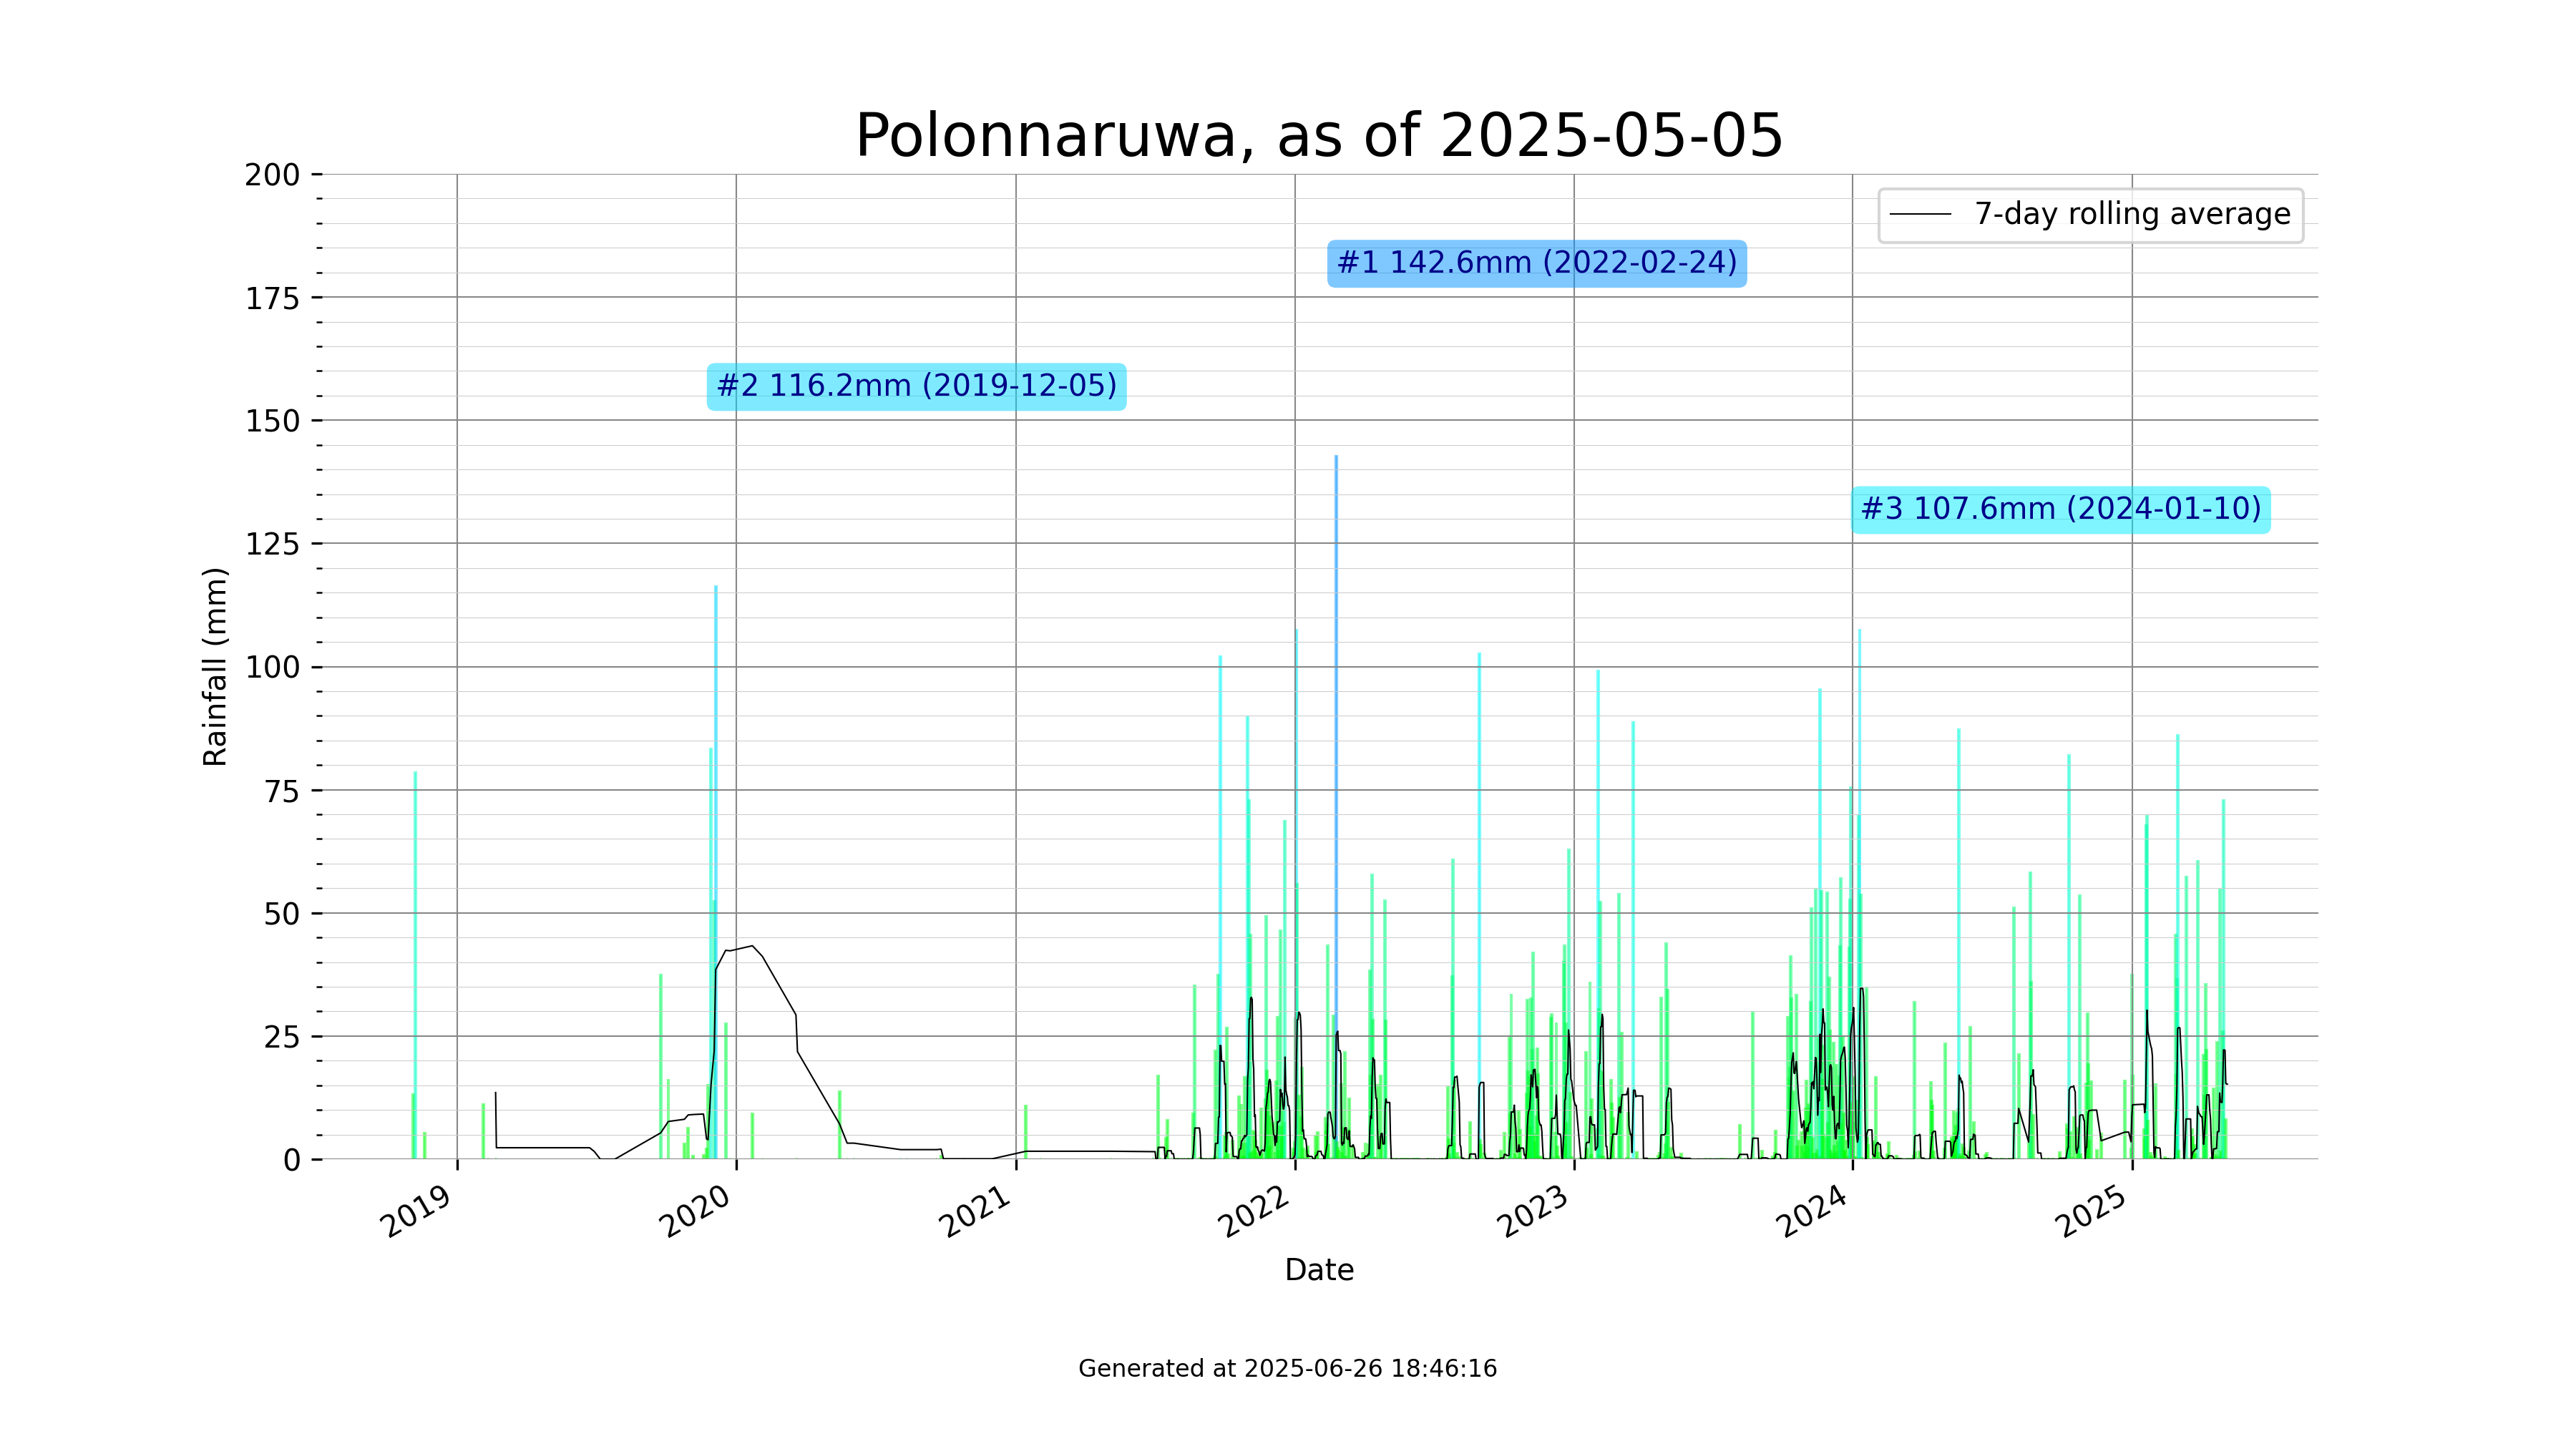 Polonnaruwa, as of 2025-05-05
200
175
150
125
100
75
50
25
0
Rainfall (mm)
7-day rolling average
#1 142.6mm (2022-02-24)
#2 116.2mm (2019-12-05)
#3 107.6mm (2024-01-10)
2019
2020
2021
2022
2023
2024
2025
Date
Generated at 2025-06-26 18:46:16